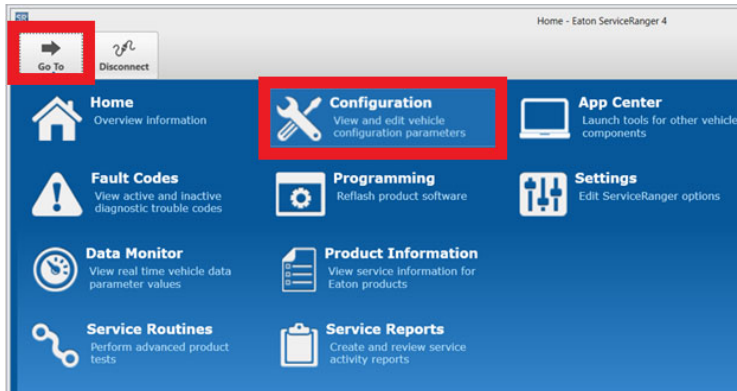 SR
Home - Eaton ServiceRanger 4
Go To
Disconnect
Home
Overview information
Configuration
View and edit vehicle
configuration parameters
App Center
Launch tools for other vehicle
components
Fault Codes
View active and inactive
diagnostic trouble codes
Programming
Reflash product software
Settings
Edit ServiceRanger options
Data Monitor
View real time vehicle data
parameter values
Product Information
View service information for
Eaton products
Service Routines
Perform advanced product
tests
Service Reports
Create and review service
activity reports